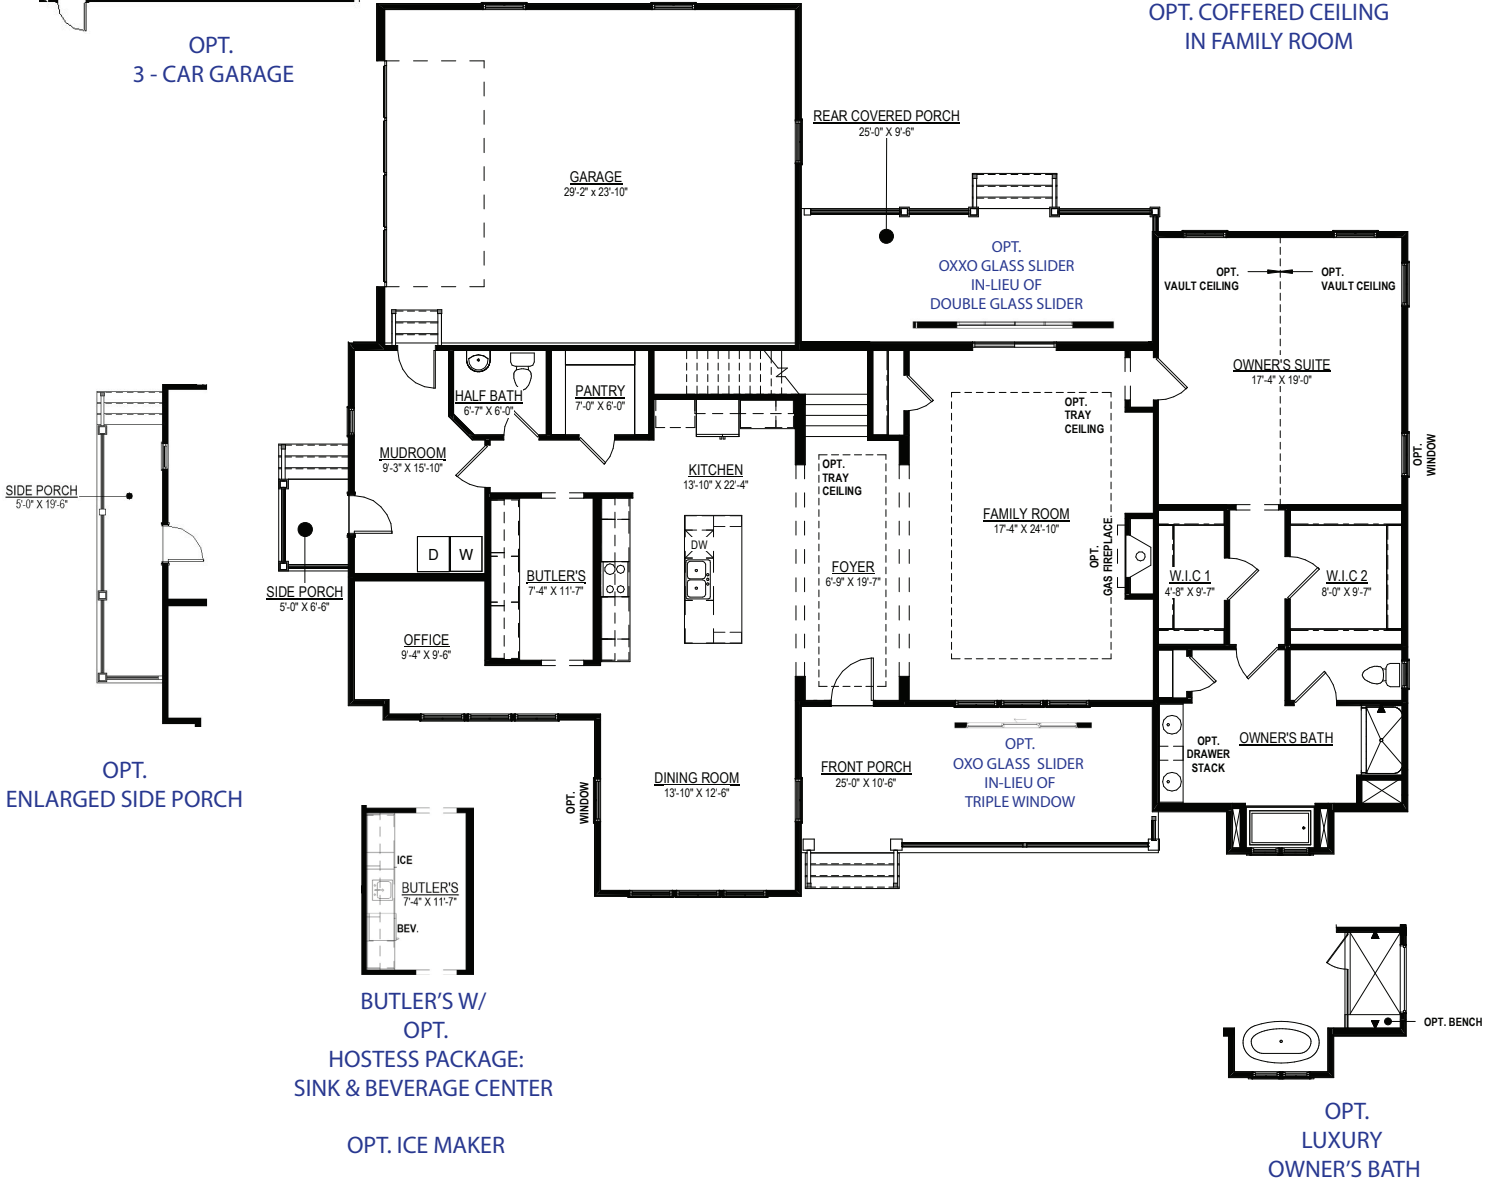 OPT.
3 - CAR GARAGE
OPT. COFFERED CEILING
IN FAMILY ROOM
REAR COVERED PORCH
25'-0" X 9'-6"
GARAGE
29'-2" x 23'-10"
OPT.
OXXO GLASS SLIDER
IN-LIEU OF
DOUBLE GLASS SLIDER
OPT.
VAULT CEILING
OPT.
VAULT CEILING
OWNER'S SUITE
17'-4" X 19'-0"
HALF BATH
6'-7" X 6'-0"
PANTRY
7'-0" X 6'-0"
OPT.
TRAY
CEILING
MUDROOM
9'-3" X 15'-10"
KITCHEN
13'-10" X 22'-4"
OPT.
TRAY
CEILING
OPT.
WINDOW
SIDE PORCH
5'-0" X 19'-6"
FAMILY ROOM
17'-4" X 24'-10"
DW
D
W
OPT.
GAS FIREPLACE
FOYER
6'-9" X 19'-7"
BUTLER'S
7'-4" X 11'-7"
W.I.C 1
4'-8" X 9'-7"
W.I.C 2
8'-0" X 9'-7"
SIDE PORCH
5'-0" X 6'-6"
OFFICE
9'-4" X 9'-6"
OPT.
ENLARGED SIDE PORCH
OPT.
WINDOW
DINING ROOM
13'-10" X 12'-6"
FRONT PORCH
25'-0" X 10'-6"
OPT.
OXO GLASS SLIDER
IN-LIEU OF
TRIPLE WINDOW
OPT.
DRAWER
STACK
OWNER'S BATH
ICE
BUTLER'S
7'-4" X 11'-7"
BEV.
BUTLER'S W/
OPT.
HOSTESS PACKAGE:
SINK & BEVERAGE CENTER
OPT. ICE MAKER
OPT. BENCH
OPT.
LUXURY
OWNER'S BATH